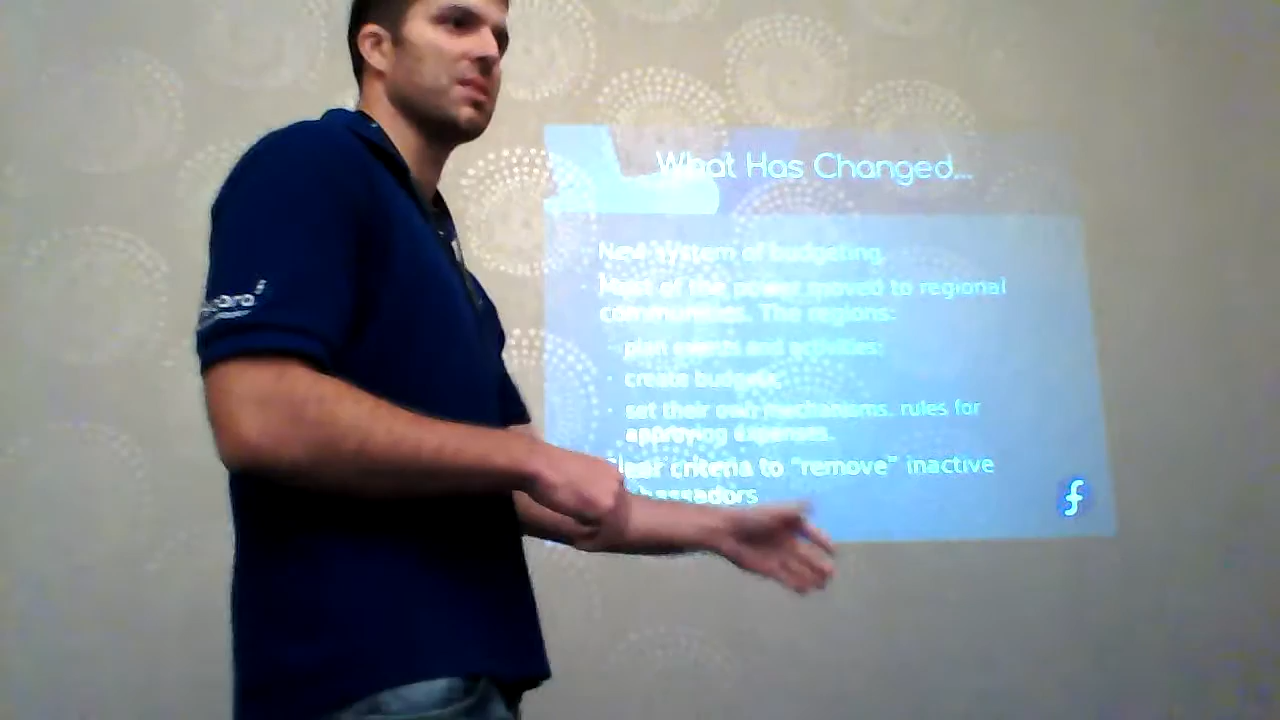 What Has Changed...
New system of budgeting.
Most of the power moved to regional
communities. The regions:
plan events and activities;
create budgets,
set their own mechanisms, rules for
approving expenses.
Clear criteria to "remove" inactive
ambassadors